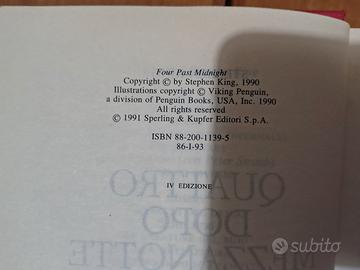 Four Past Midnight
Copyright © by Stephen King, 1990
Illustrations copyright © Viking Penguin,
a division of Penguin Books, USA, Inc. 1990
All rights reserved
© 1991 Sperling & Kupfer Editori S.p.A.
ISBN 88-200-1139-5
86-I-93
IV EDIZIONE
QUATTRO
DOPO
MEZZANOTTE
subito